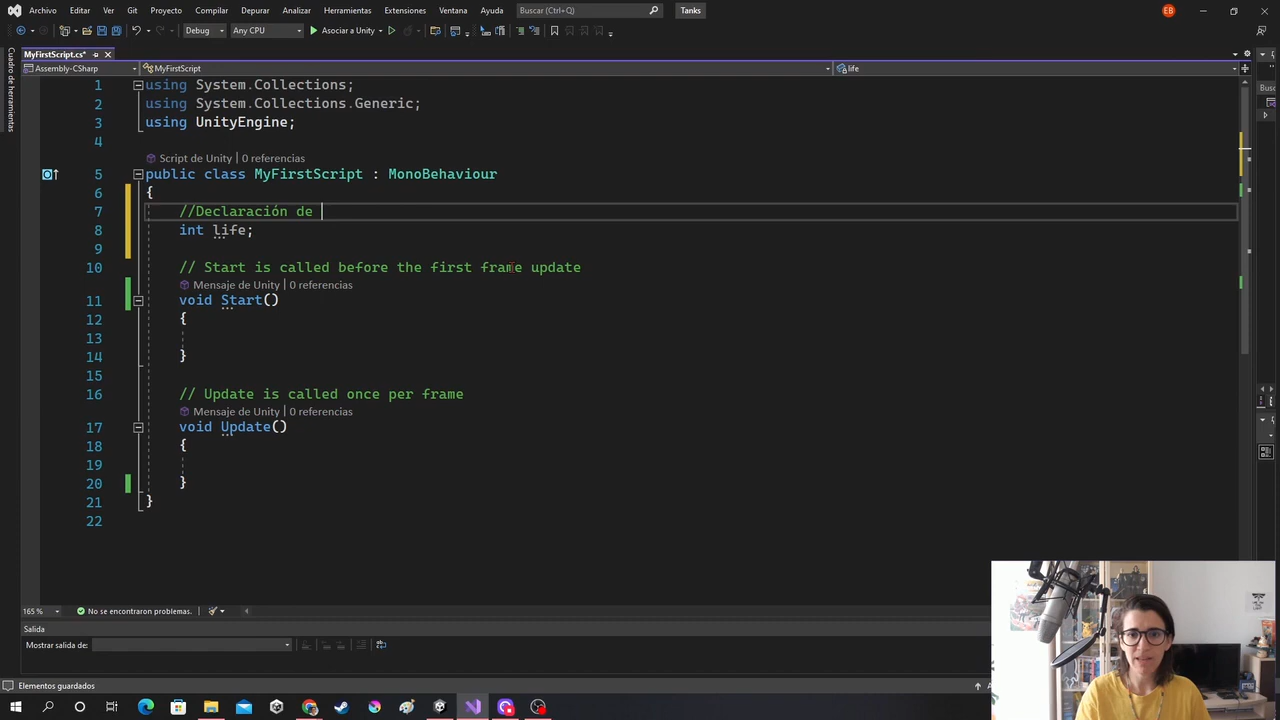 Archivo Editar Ver Git Proyecto Compilar Depurar Analizar Herramientas Extensiones Ventana Ayuda Buscar (Ctrl+Q) Tanks EB
Debug Any CPU Asociar a Unity
MyFirstScript.cs*
Assembly-CSharp MyFirstScript life
Cuadro de herramientas
Busc
1 using System.Collections;
2 using System.Collections.Generic;
3 using UnityEngine;
4
Script de Unity | 0 referencias
5 public class MyFirstScript : MonoBehaviour
6 {
7 //Declaración de
8 int life;
9
10 // Start is called before the first frame update
Mensaje de Unity | 0 referencias
11 void Start()
12 {
13
14 }
15
16 // Update is called once per frame
Mensaje de Unity | 0 referencias
17 void Update()
18 {
19
20 }
21 }
22
165 % No se encontraron problemas.
Salida
Mostrar salida de:
Elementos guardados